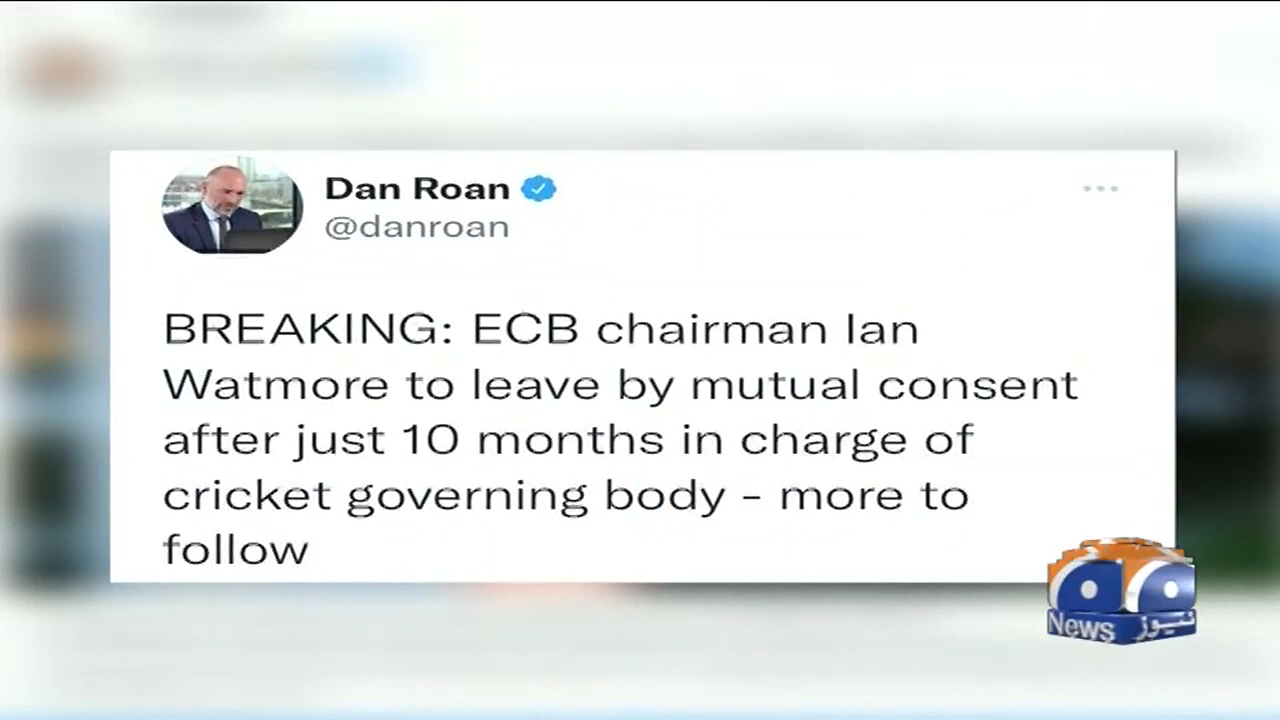 Dan Roan
@danroan
BREAKING: ECB chairman Ian
Watmore to leave by mutual consent
after just 10 months in charge of
cricket governing body - more to
follow
News نیوز